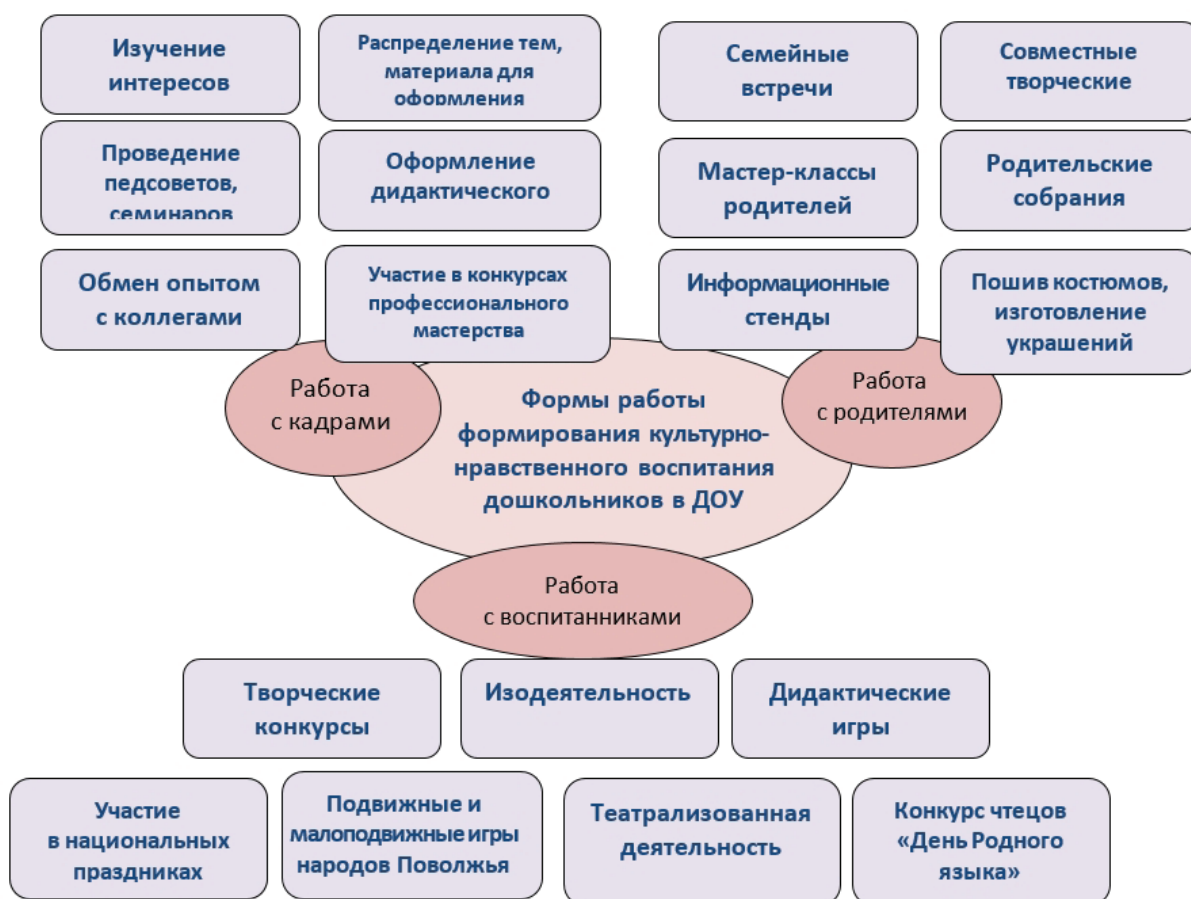 Изучение
интересов
Распределение тем,
материала для
оформления
Семейные
встречи
Совместные
творческие
Проведение
педсоветов,
семинаров
Оформление
дидактического
Мастер-классы
родителей
Родительские
собрания
Обмен опытом
с коллегами
Участие в конкурсах
профессионального
мастерства
Информационные
стенды
Пошив костюмов,
изготовление
украшений
Работа
с кадрами
Формы работы
формирования культурно-
нравственного воспитания
дошкольников в ДОУ
Работа
с родителями
Работа
с воспитанниками
Творческие
конкурсы
Изодеятельность
Дидактические
игры
Участие
в национальных
праздниках
Подвижные и
малоподвижные игры
народов Поволжья
Театрализованная
деятельность
Конкурс чтецов
«День Родного
языка»